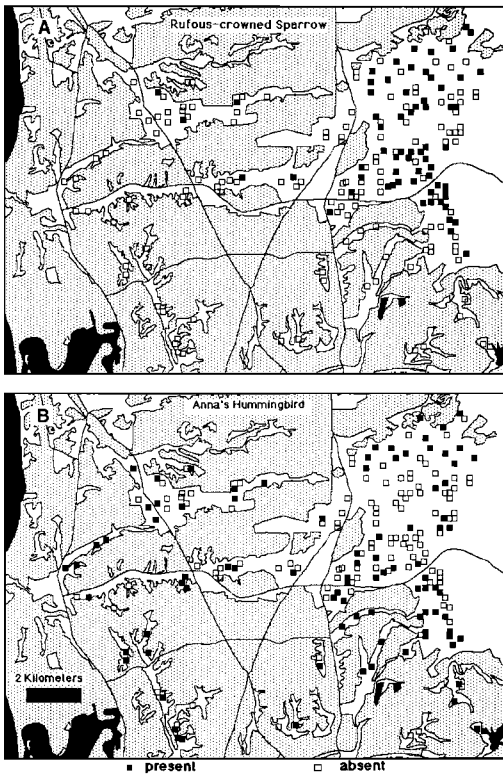 A
Rufous-crowned Sparrow
B
Anna's Hummingbird
2 Kilometers
present
absent